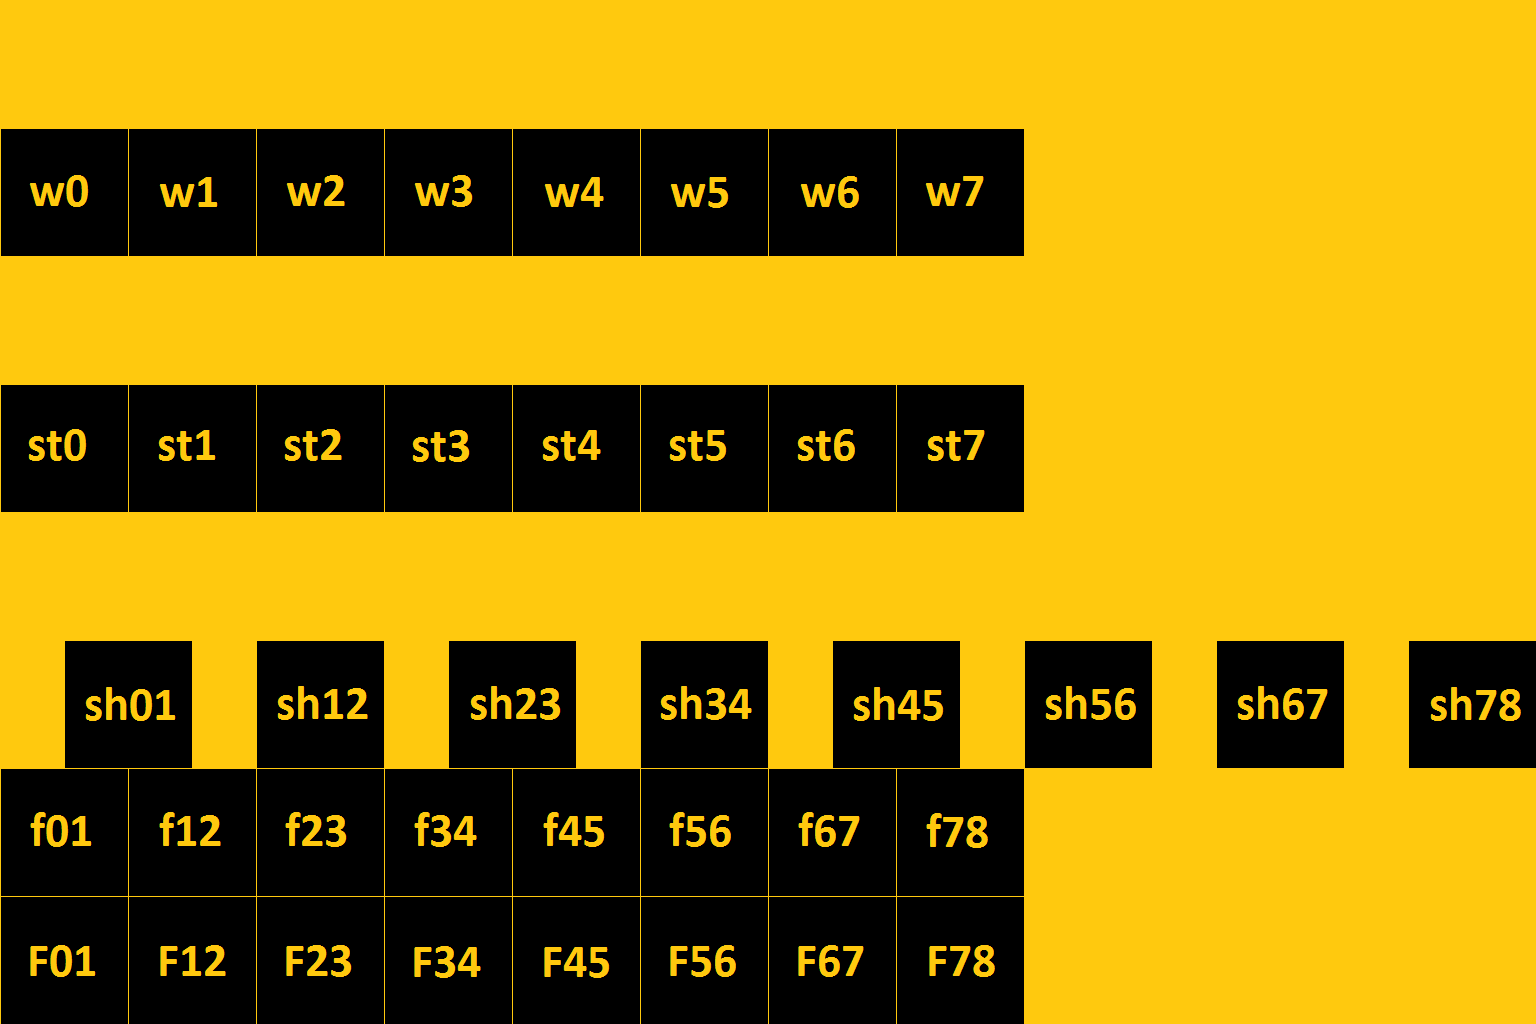 w0 w1 w2 w3 w4 w5 w6 w7
st0 st1 st2 st3 st4 st5 st6 st7
sh01 sh12 sh23 sh34 sh45 sh56 sh67 sh78
f01 f12 f23 f34 f45 f56 f67 f78
F01 F12 F23 F34 F45 F56 F67 F78